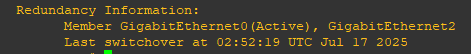 Redundancy Information:
Member GigabitEthernet0(Active), GigabitEthernet2
Last switchover at 02:52:19 UTC Jul 17 2025